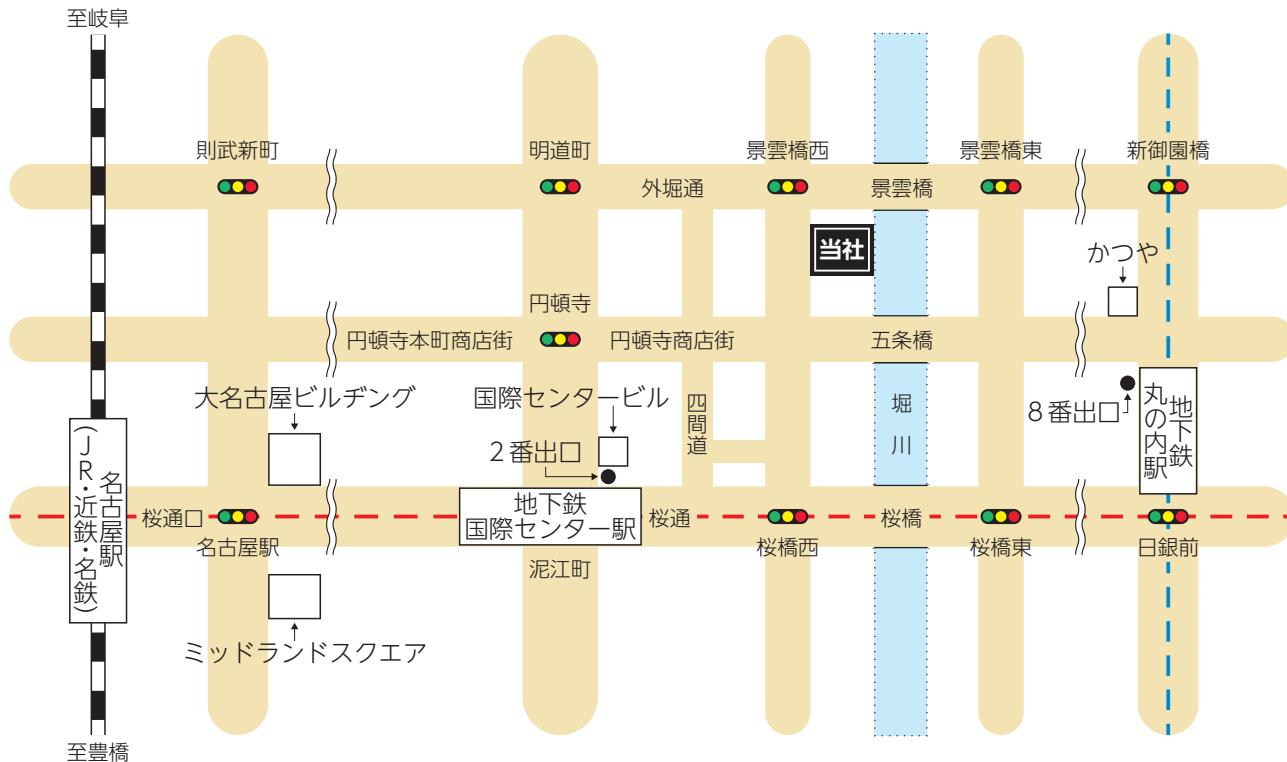 至岐阜
則武新町
明道町
景雲橋西
景雲橋東
新御園橋
外堀通
景雲橋
当社
かつや
円頓寺
円頓寺本町商店街
円頓寺商店街
五条橋
大名古屋ビルヂング
国際センタービル
2番出口
四間道
堀川
8番出口
地下鉄
丸の内駅
名古屋駅
(JR・近鉄・名鉄)
桜通口
地下鉄
国際センター駅
桜通
桜橋
名古屋駅
泥江町
桜橋西
桜橋東
日銀前
ミッドランドスクエア
至豊橋